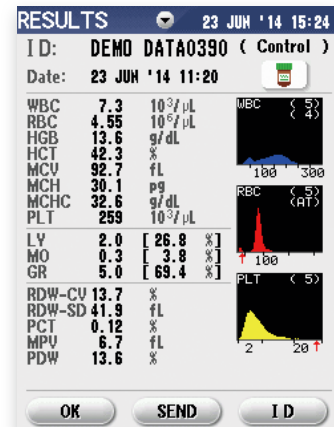 RESULTS 23 JUN '14 15:24
ID: DEMO DATA0390 ( Control )
Date: 23 JUN '14 11:20
WBC 7.3 10³/µL
RBC 4.55 10⁶/µL
HGB 13.6 g/dL
HCT 42.3 %
MCV 92.7 fL
MCH 30.1 pg
MCHC 32.6 g/dL
PLT 259 10³/µL
LY 2.0 [ 26.8 %]
MO 0.3 [ 3.8 %]
GR 5.0 [ 69.4 %]
RDW-CV 13.7 %
RDW-SD 41.9 fL
PCT 0.12 %
MPV 6.7 fL
PDW 13.6 %
WBC ( 5)
( 4)
100 300
RBC ( 5)
(AT)
100
PLT ( 5)
2 20
OK SEND ID